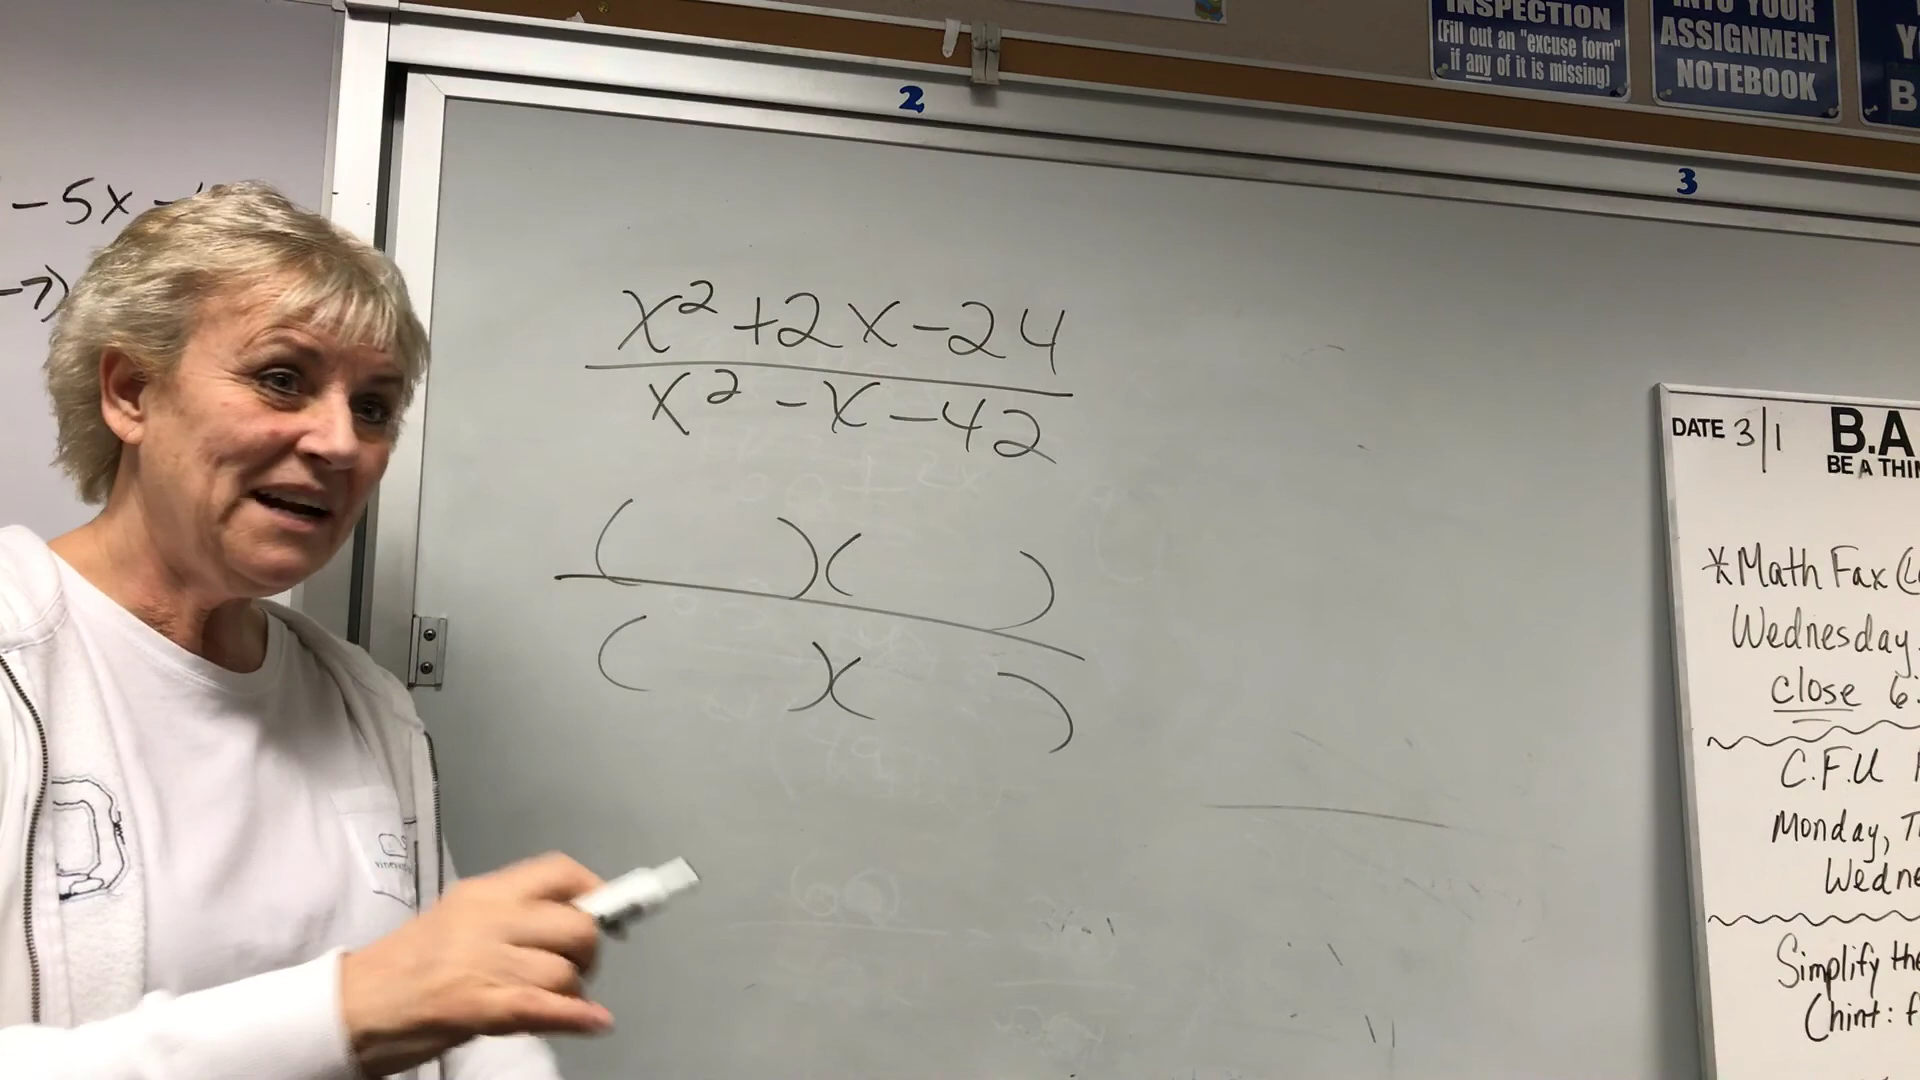 INSPECTION
(Fill out an "excuse form"
if any of it is missing)
INTO YOUR
ASSIGNMENT
NOTEBOOK
2
3
-5x
-7)
x²+2x-24
x²-x-42
( )( )
( )( )
DATE 3/1
B.A
BE A THIN
*Math Fax (
Wednesday
close 6:
C.F.U
Monday, T
Wedne
Simplify the
(hint: f